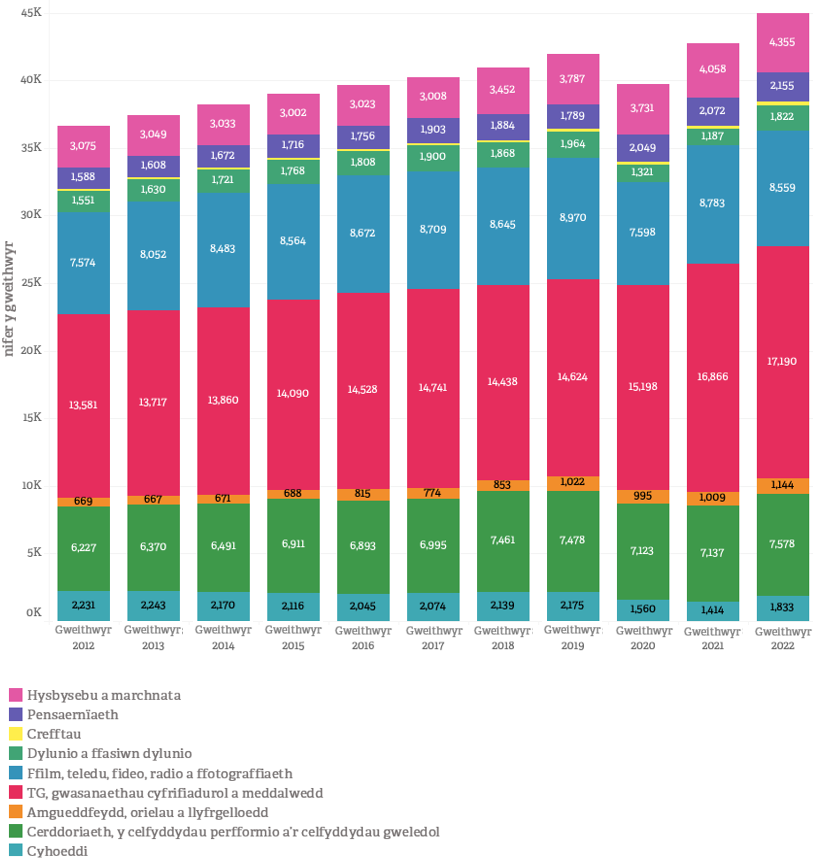 45K
40K
35K
30K
25K
20K
15K
10K
5K
0K
nifer y gweithwyr
3,075 3,049 3,033 3,002 3,023 3,008 3,452 3,787 3,731 4,058 4,355
1,588 1,608 1,672 1,716 1,756 1,903 1,884 1,789 2,049 2,072 2,155
1,551 1,630 1,721 1,768 1,808 1,900 1,868 1,964 1,321 1,187 1,822
7,574 8,052 8,483 8,564 8,672 8,709 8,645 8,970 7,598 8,783 8,559
13,581 13,717 13,860 14,090 14,528 14,741 14,438 14,624 15,198 16,866 17,190
669 667 671 688 815 774 853 1,022 995 1,009 1,144
6,227 6,370 6,491 6,911 6,893 6,995 7,461 7,478 7,123 7,137 7,578
2,231 2,243 2,170 2,116 2,045 2,074 2,139 2,175 1,560 1,414 1,833
Gweithwyr Gweithwyr: Gweithwyr Gweithwyr Gweithwyr Gweithwyr Gweithwyr: Gweithwyr: Gweithwyr Gweithwyr Gweithwyr
2012 2013 2014 2015 2016 2017 2018 2019 2020 2021 2022
Hysbysebu a marchnata
Pensaernïaeth
Crefftau
Dylunio a ffasiwn dylunio
Ffilm, teledu, fideo, radio a ffotograffiaeth
TG, gwasanaethau cyfrifiadurol a meddalwedd
Amgueddfeydd, orielau a llyfrgelloedd
Cerddoriaeth, y celfyddydau perfformio a'r celfyddydau gweledol
Cyhoeddi